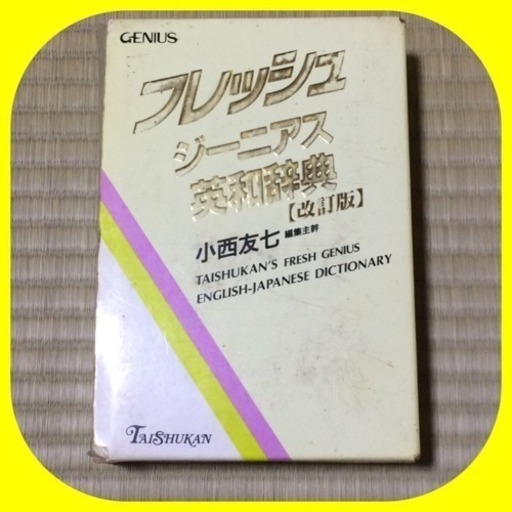 GENIUS
フレッシュ
ジーニアス
英和辞典
【改訂版】
小西友七 編集主幹
TAISHUKAN'S FRESH GENIUS
ENGLISH-JAPANESE DICTIONARY
TAISHUKAN